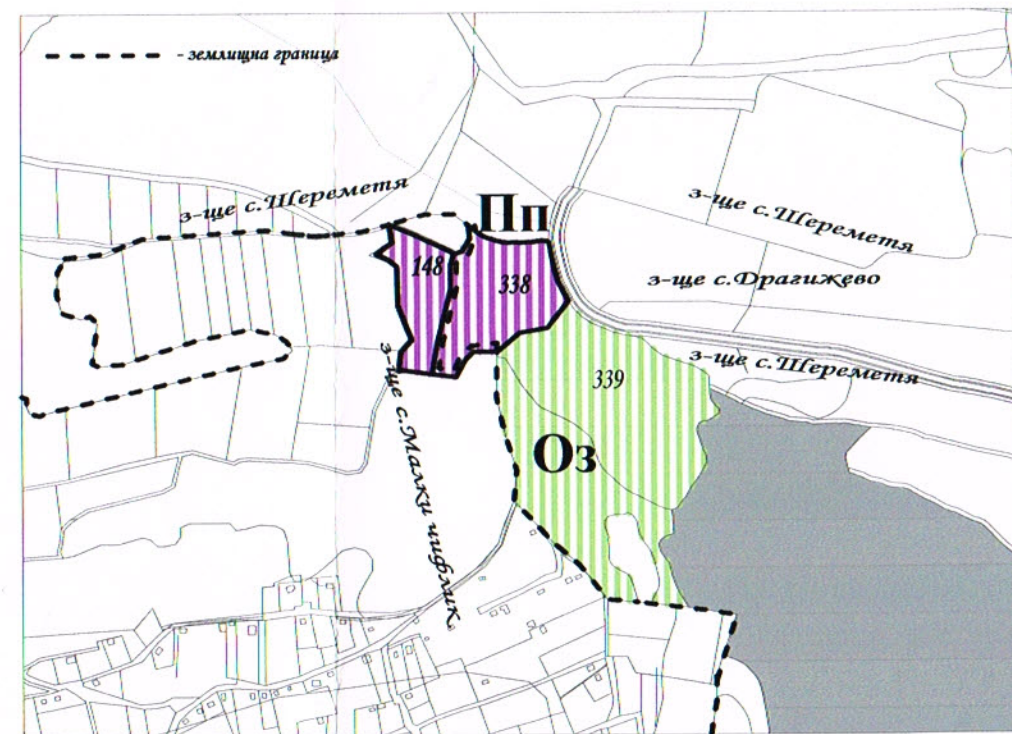 - землищна граница
з-ще с.Шереметя
Пп
з-ще с.Шереметя
148
338
з-ще с.Драгижево
з-ще с.Шереметя
339
Оз
з-ще с.Малки чифлик